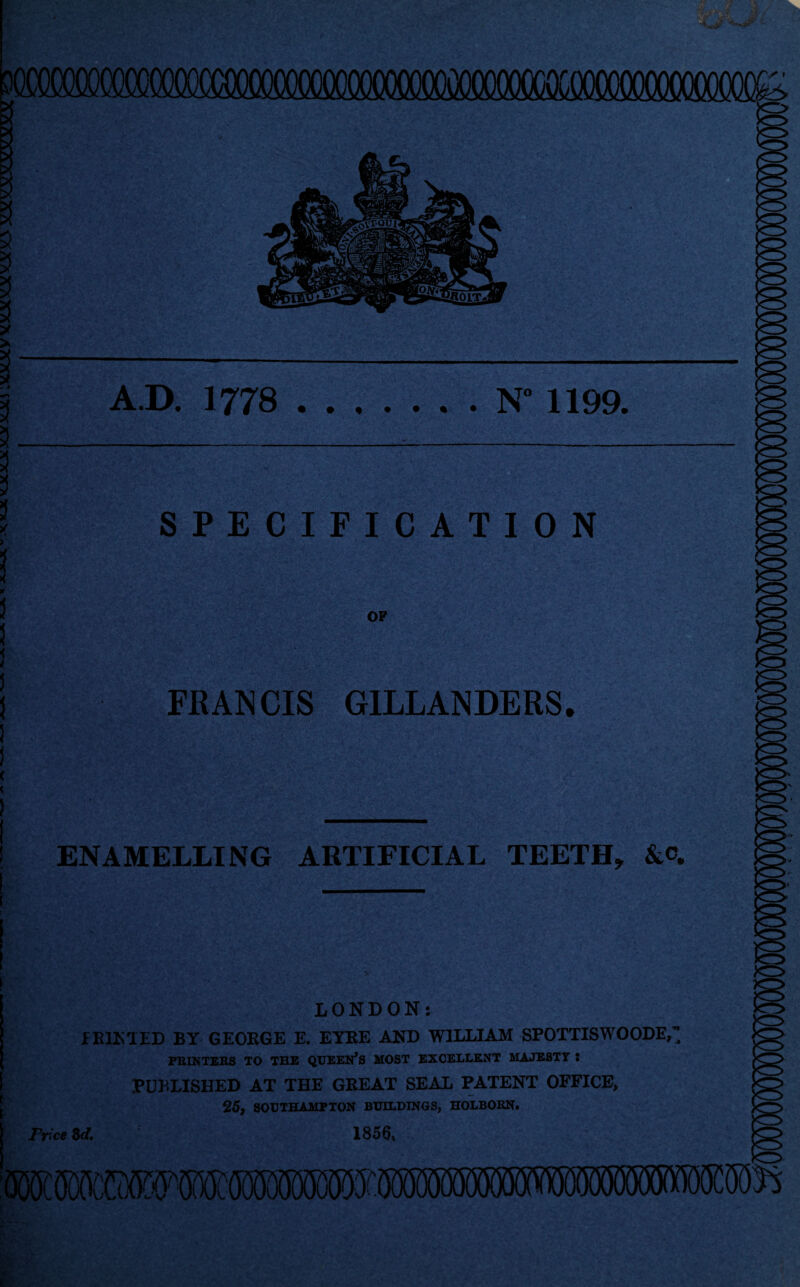 A.D. 1778 . . . . . . . N° 1199.
SPECIFICATION
OF
FRANCIS GILLANDERS.
ENAMELLING ARTIFICIAL TEETH, &c.
LONDON:
PRINTED BY GEORGE E. EYRE AND WILLIAM SPOTTISWOODE,
PRINTERS TO THE QUEEN'S MOST EXCELLENT MAJESTY:
PUBLISHED AT THE GREAT SEAL PATENT OFFICE,
25, SOUTHAMPTON BUILDINGS, HOLBORN.
Price 3d.
1856.